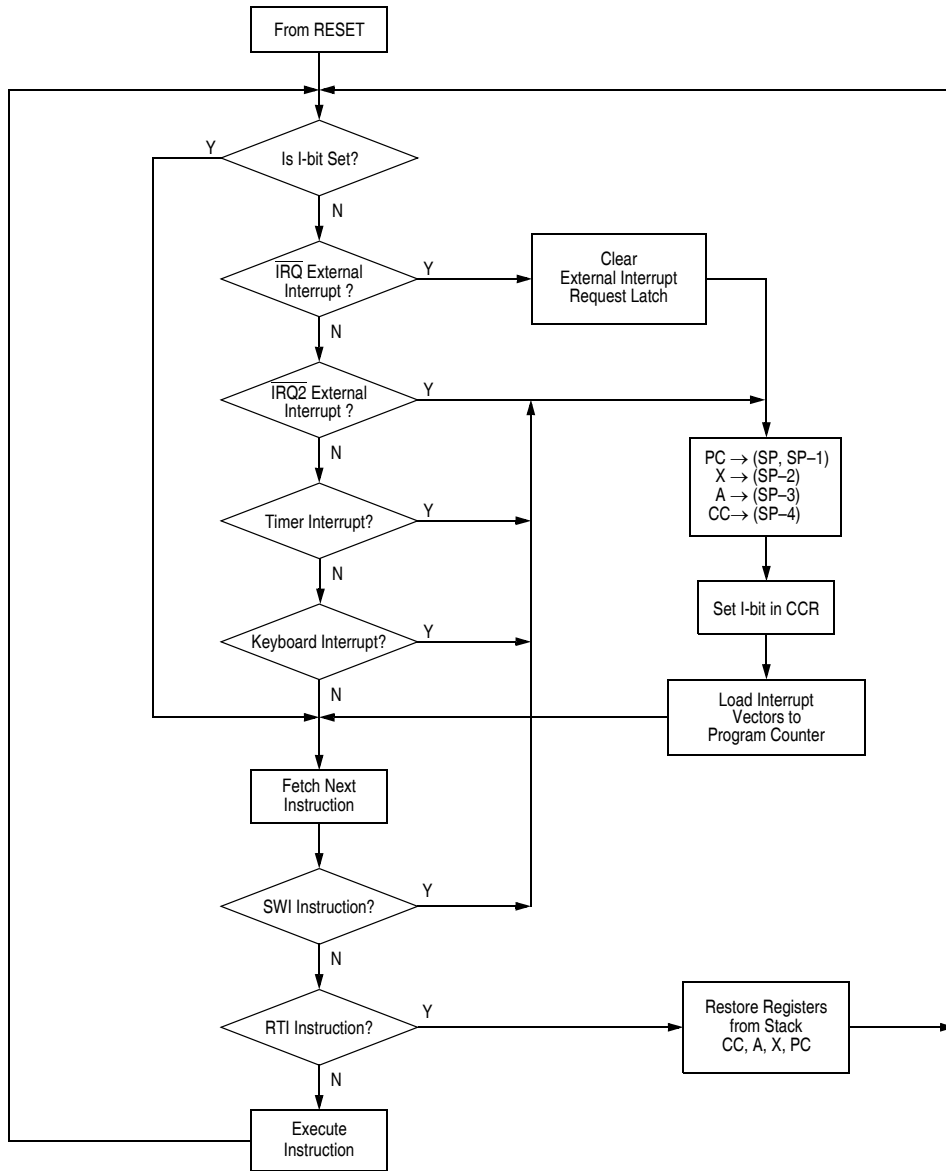 From RESET
Is I-bit Set?
Y
N
IRQ External
Interrupt ?
Y
N
Clear
External Interrupt
Request Latch
IRQ2 External
Interrupt ?
Y
N
PC → (SP, SP–1)
X → (SP–2)
A → (SP–3)
CC→ (SP–4)
Timer Interrupt?
Y
N
Set I-bit in CCR
Keyboard Interrupt?
Y
N
Load Interrupt
Vectors to
Program Counter
Fetch Next
Instruction
SWI Instruction?
Y
N
RTI Instruction?
Y
N
Restore Registers
from Stack
CC, A, X, PC
Execute
Instruction